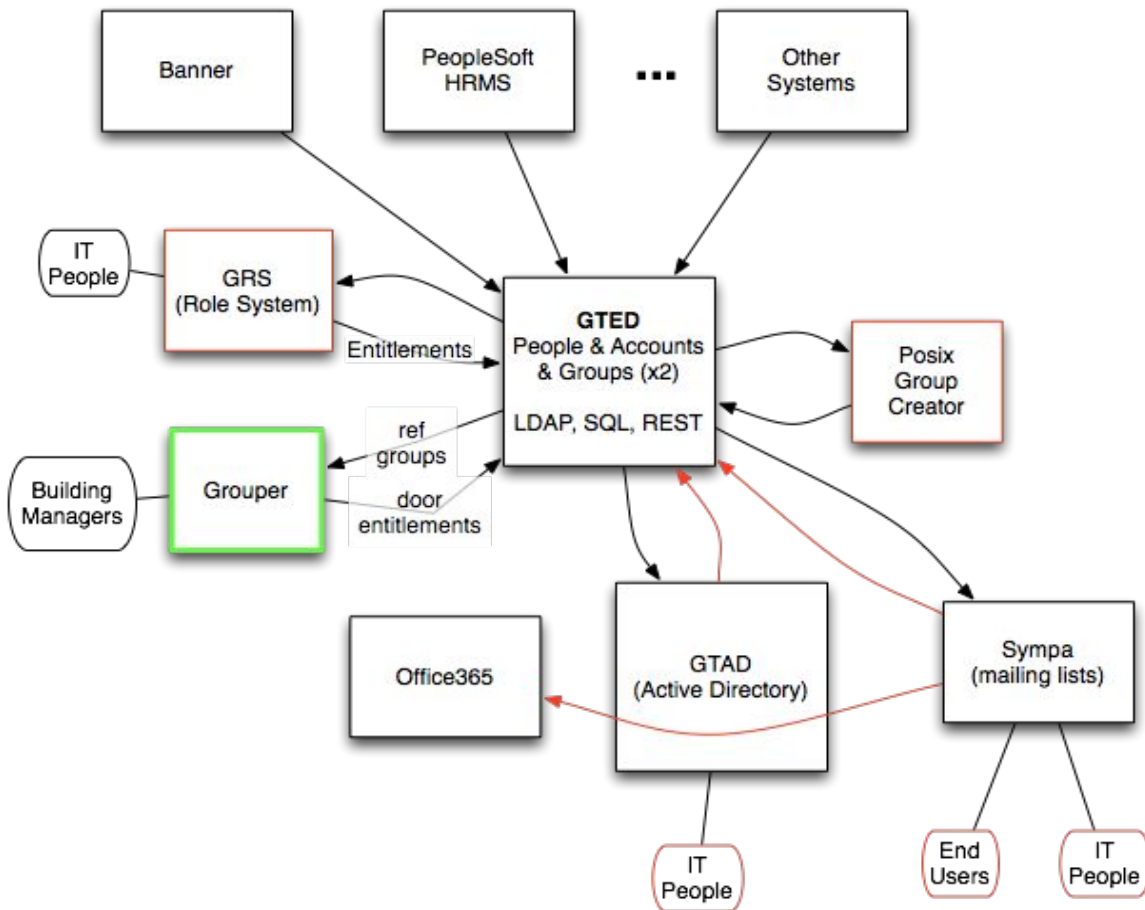 Banner
PeopleSoft
HRMS
...
Other
Systems
IT
People
GRS
(Role System)
Entitlements
GTED
People & Accounts
& Groups (x2)
LDAP, SQL, REST
Posix
Group
Creator
ref
groups
Building
Managers
Grouper
door
entitlements
Office365
GTAD
(Active Directory)
Sympa
(mailing lists)
IT
People
End
Users
IT
People